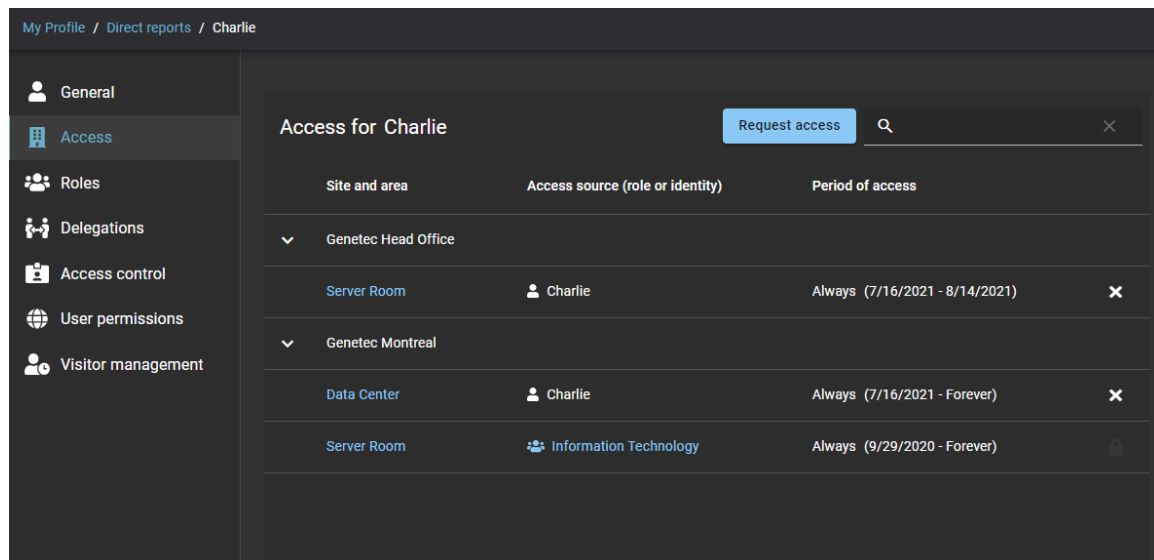 My Profile / Direct reports / Charlie
General
Access
Roles
Delegations
Access control
User permissions
Visitor management
Access for Charlie
Request access
Site and area Access source (role or identity) Period of access
Genetec Head Office
Server Room Charlie Always (7/16/2021 - 8/14/2021)
Genetec Montreal
Data Center Charlie Always (7/16/2021 - Forever)
Server Room Information Technology Always (9/29/2020 - Forever)